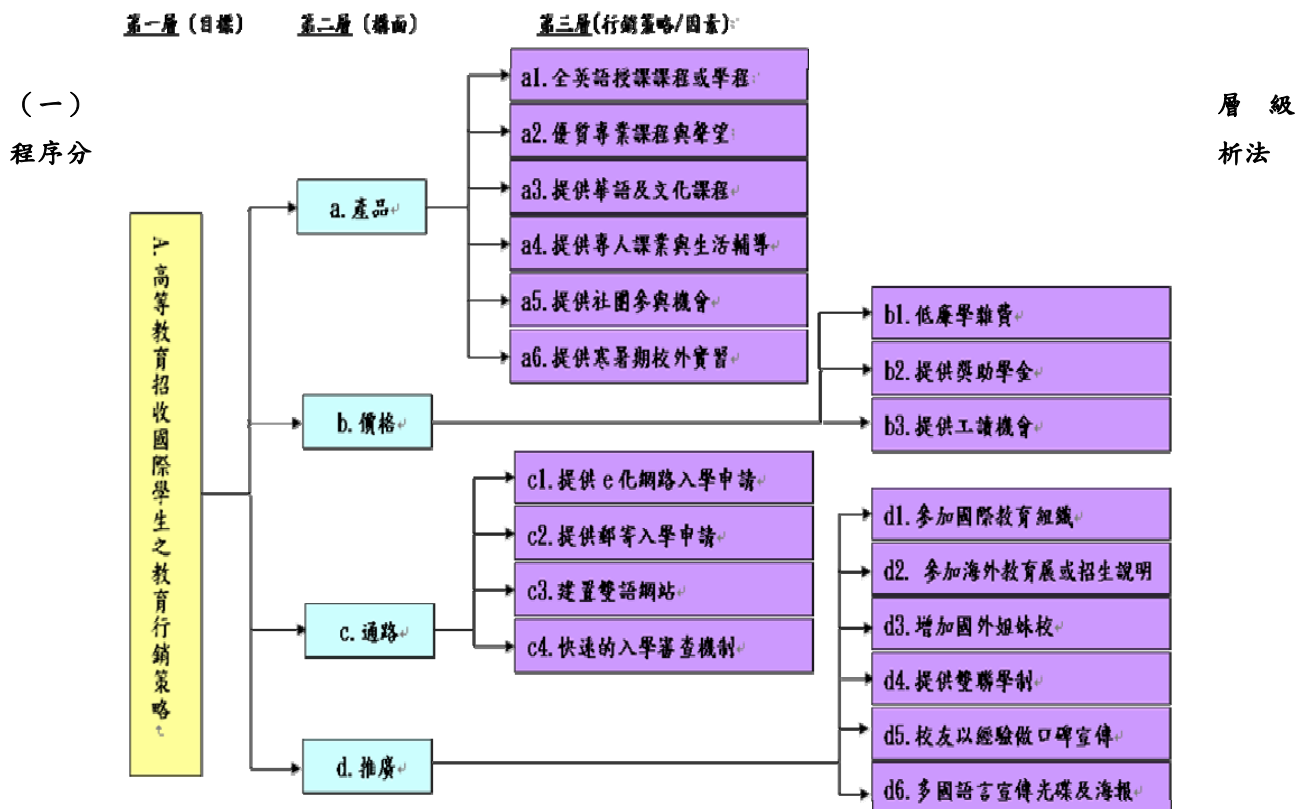 第一層 (目標) 第二層 (構面) 第三層(行銷策略/因素)
(一) 層級
程序分析法
A. 高等教育招收國際學生之教育行銷策略
a. 產品
a1.全英語授課課程或學程
a2.優質專業課程與聲望
a3.提供華語及文化課程
a4.提供專人課業與生活輔導
a5.提供社團參與機會
a6.提供寒暑期校外實習
b. 價格
b1.低廉學雜費
b2.提供獎助學金
b3.提供工讀機會
c. 通路
c1.提供e化網路入學申請
c2.提供郵寄入學申請
c3.建置雙語網站
c4.快速的入學審查機制
d. 推廣
d1.參加國際教育組織
d2. 參加海外教育展或招生說明
d3.增加國外姐妹校
d4.提供雙聯學制
d5.校友以經驗做口碑宣傳
d6.多國語言宣傳光碟及海報